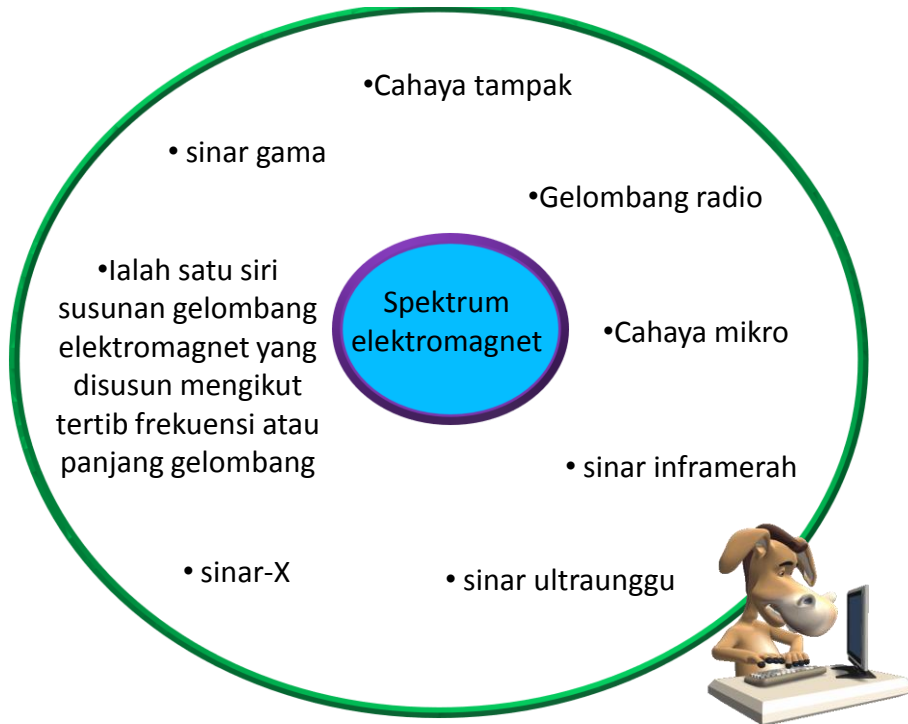 •Cahaya tampak
• sinar gama
•Gelombang radio
•Ialah satu siri
susunan gelombang
elektromagnet yang
disusun mengikut
tertib frekuensi atau
panjang gelombang
Spektrum
elektromagnet
•Cahaya mikro
• sinar inframerah
• sinar-X
• sinar ultraunggu